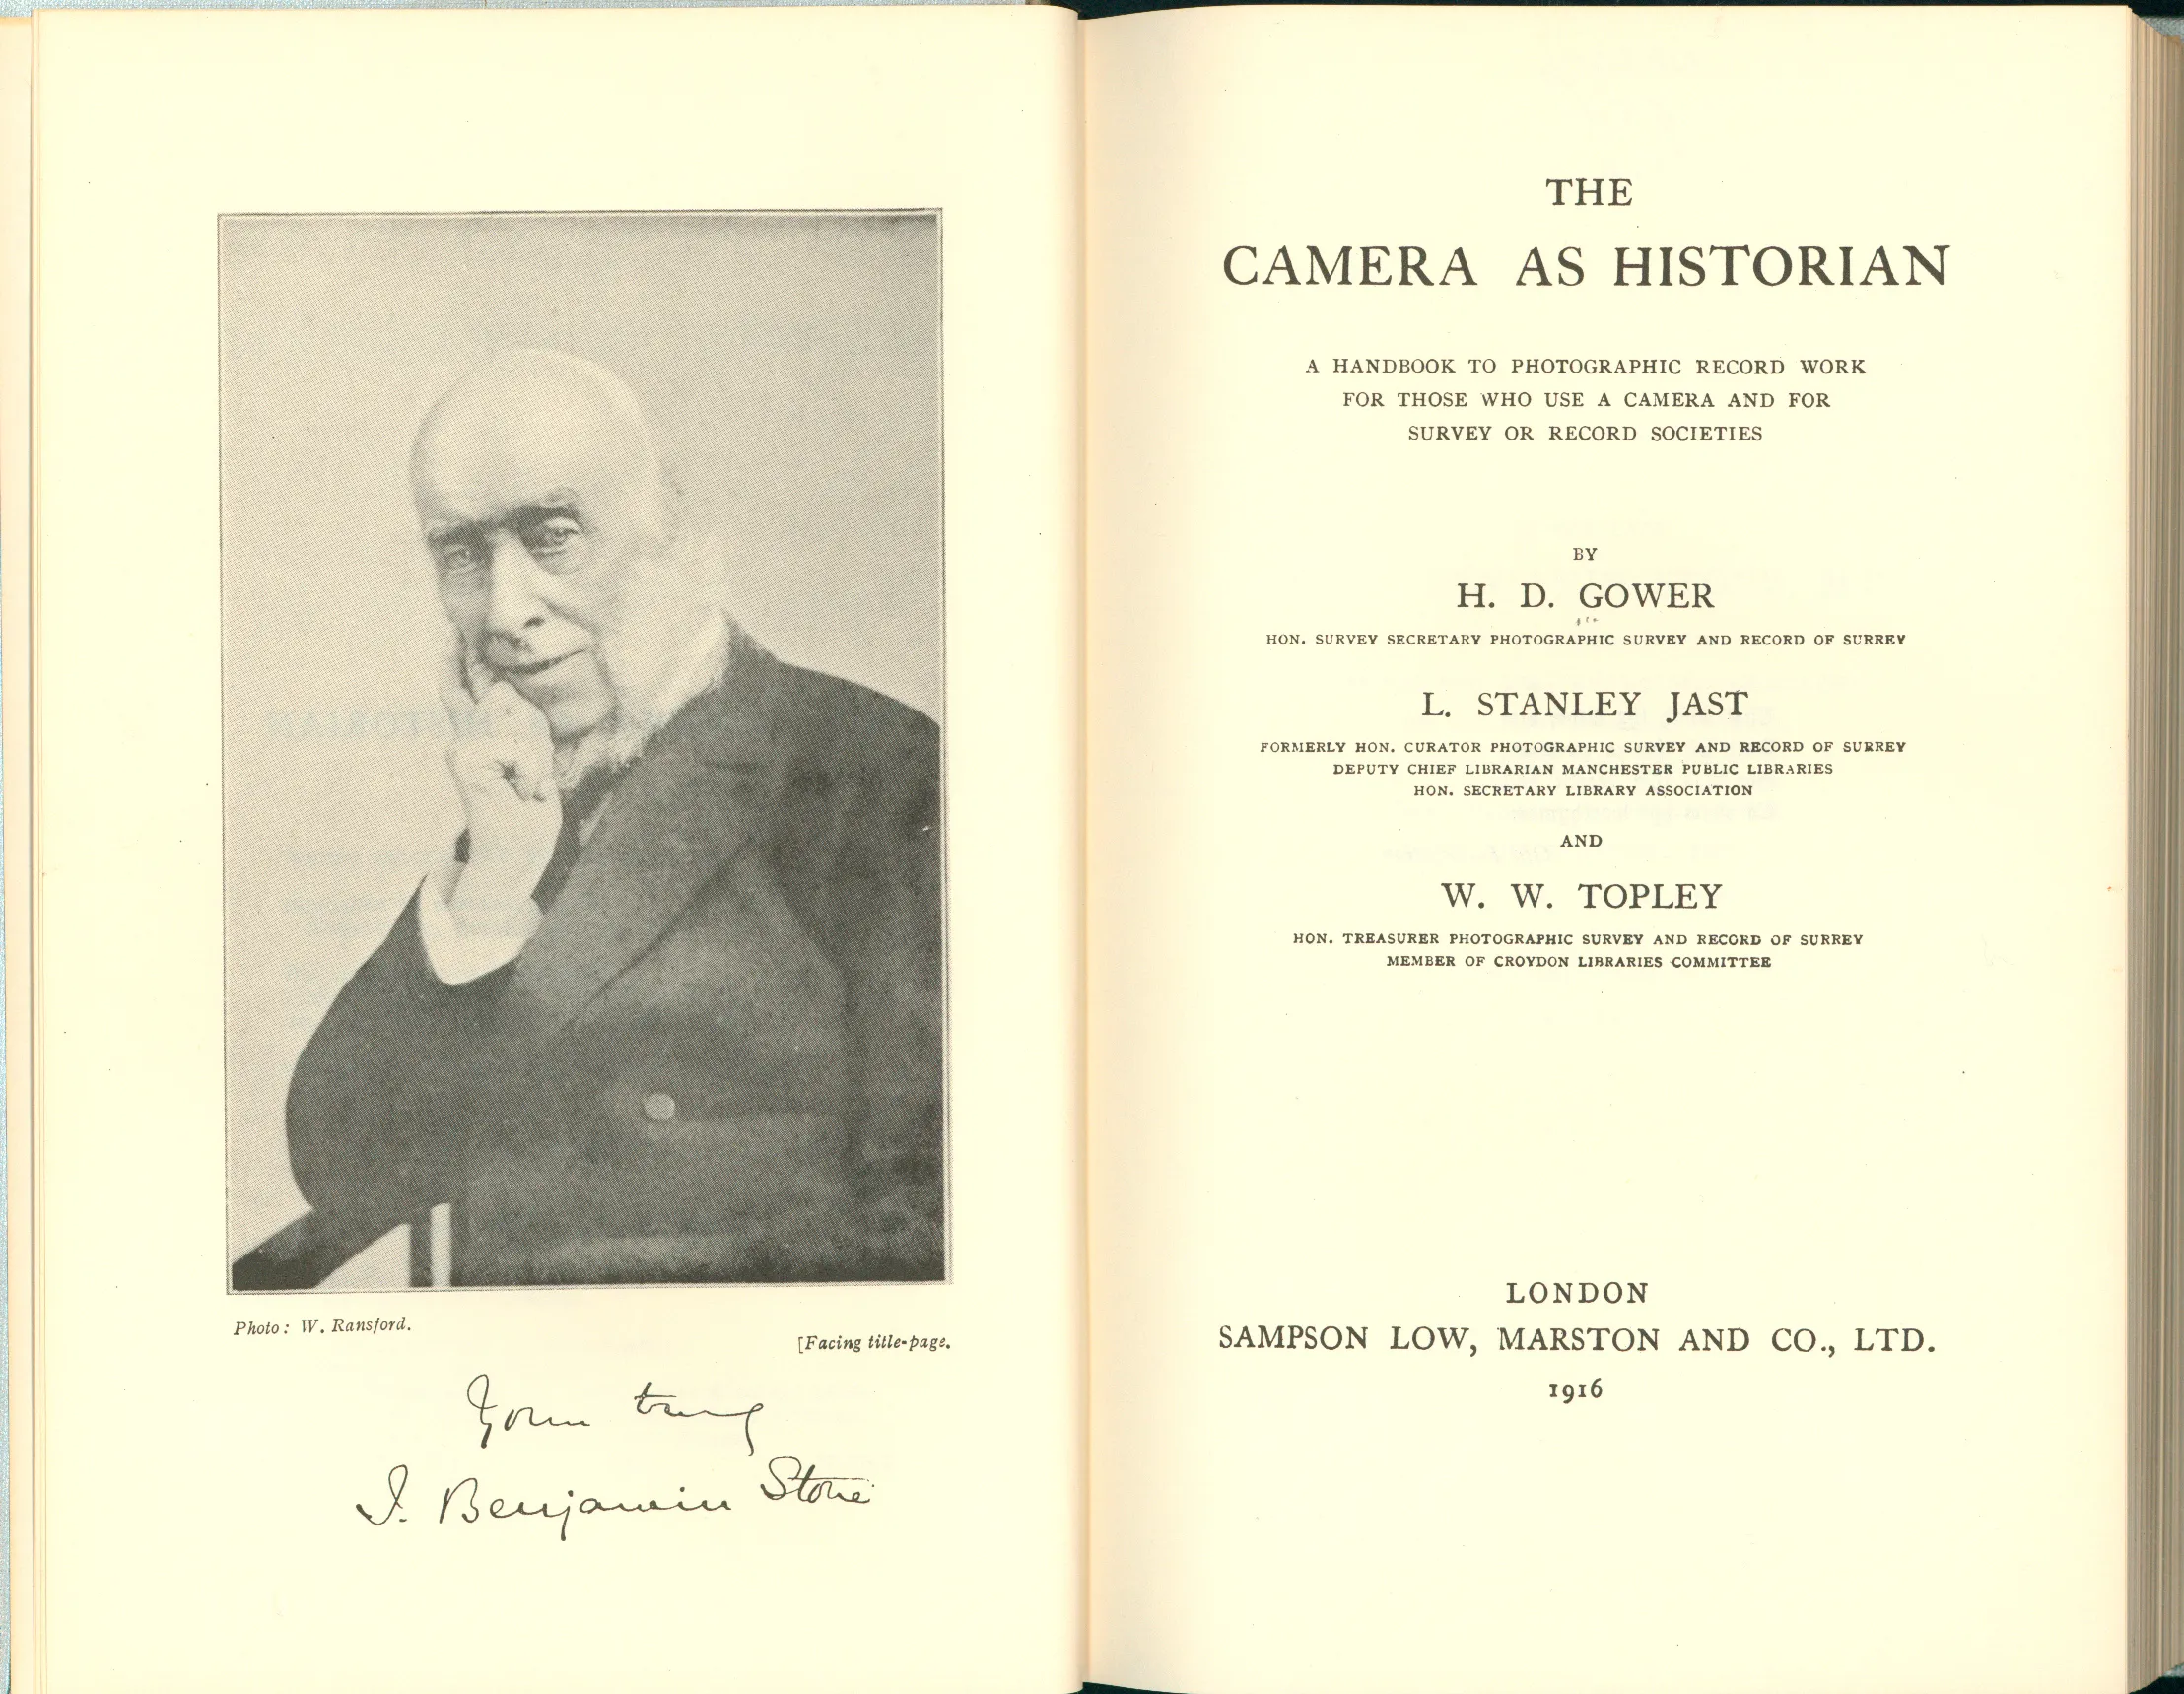 Photo: W. Ransford.
[Facing title-page.
Yours truly
J. Benjamin Stone
THE
CAMERA AS HISTORIAN
A HANDBOOK TO PHOTOGRAPHIC RECORD WORK
FOR THOSE WHO USE A CAMERA AND FOR
SURVEY OR RECORD SOCIETIES
BY
H. D. GOWER
HON. SURVEY SECRETARY PHOTOGRAPHIC SURVEY AND RECORD OF SURREY
L. STANLEY JAST
FORMERLY HON. CURATOR PHOTOGRAPHIC SURVEY AND RECORD OF SURREY
DEPUTY CHIEF LIBRARIAN MANCHESTER PUBLIC LIBRARIES
HON. SECRETARY LIBRARY ASSOCIATION
AND
W. W. TOPLEY
HON. TREASURER PHOTOGRAPHIC SURVEY AND RECORD OF SURREY
MEMBER OF CROYDON LIBRARIES COMMITTEE
LONDON
SAMPSON LOW, MARSTON AND CO., LTD.
1916